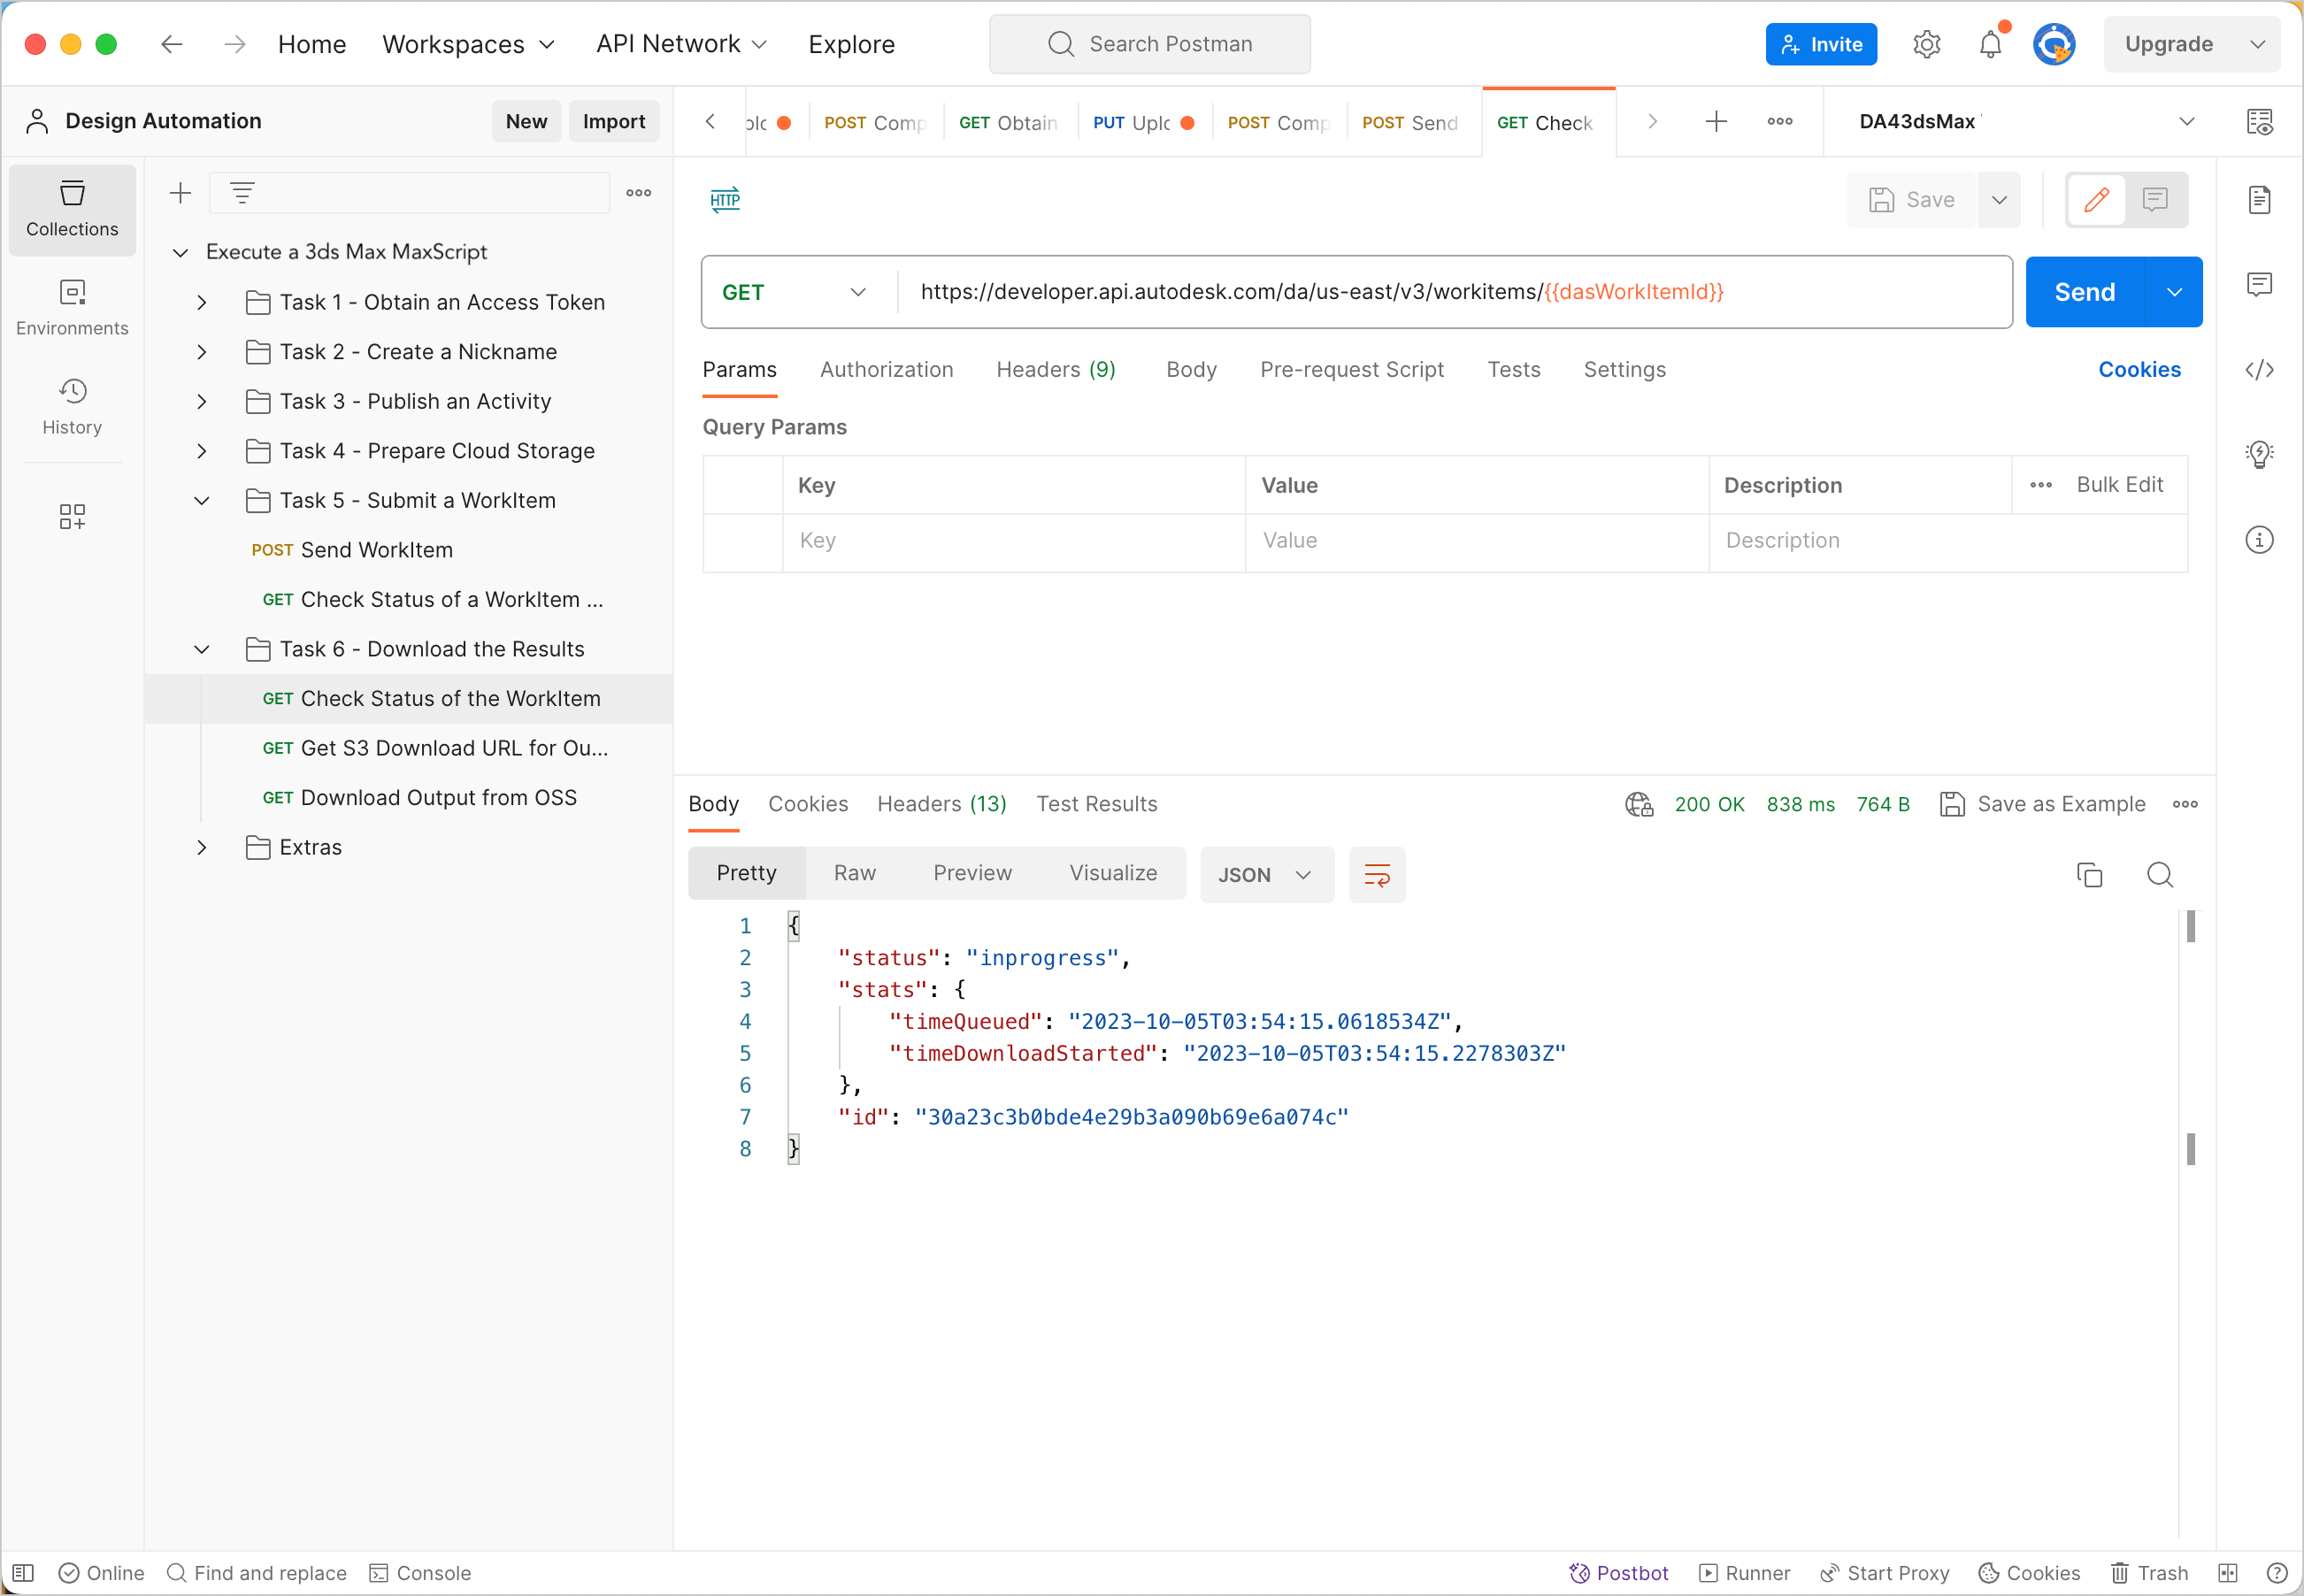 Home Workspaces API Network Explore Search Postman Invite Upgrade
Design Automation New Import
POST Comp GET Obtain PUT Uplo POST Comp POST Send GET Check DA43dsMax
Collections
Environments
History
Execute a 3ds Max MaxScript
Task 1 - Obtain an Access Token
Task 2 - Create a Nickname
Task 3 - Publish an Activity
Task 4 - Prepare Cloud Storage
Task 5 - Submit a WorkItem
POST Send WorkItem
GET Check Status of a WorkItem ...
Task 6 - Download the Results
GET Check Status of the WorkItem
GET Get S3 Download URL for Ou...
GET Download Output from OSS
Extras
HTTP Save
GET https://developer.api.autodesk.com/da/us-east/v3/workitems/{{dasWorkItemId}} Send
Params Authorization Headers (9) Body Pre-request Script Tests Settings Cookies
Query Params
Key Value Description Bulk Edit
Key Value Description
Body Cookies Headers (13) Test Results 200 OK 838 ms 764 B Save as Example
Pretty Raw Preview Visualize JSON
1 {
2 "status": "inprogress",
3 "stats": {
4 "timeQueued": "2023-10-05T03:54:15.0618534Z",
5 "timeDownloadStarted": "2023-10-05T03:54:15.2278303Z"
6 },
7 "id": "30a23c3b0bde4e29b3a090b69e6a074c"
8 }
Online Find and replace Console Postbot Runner Start Proxy Cookies Trash